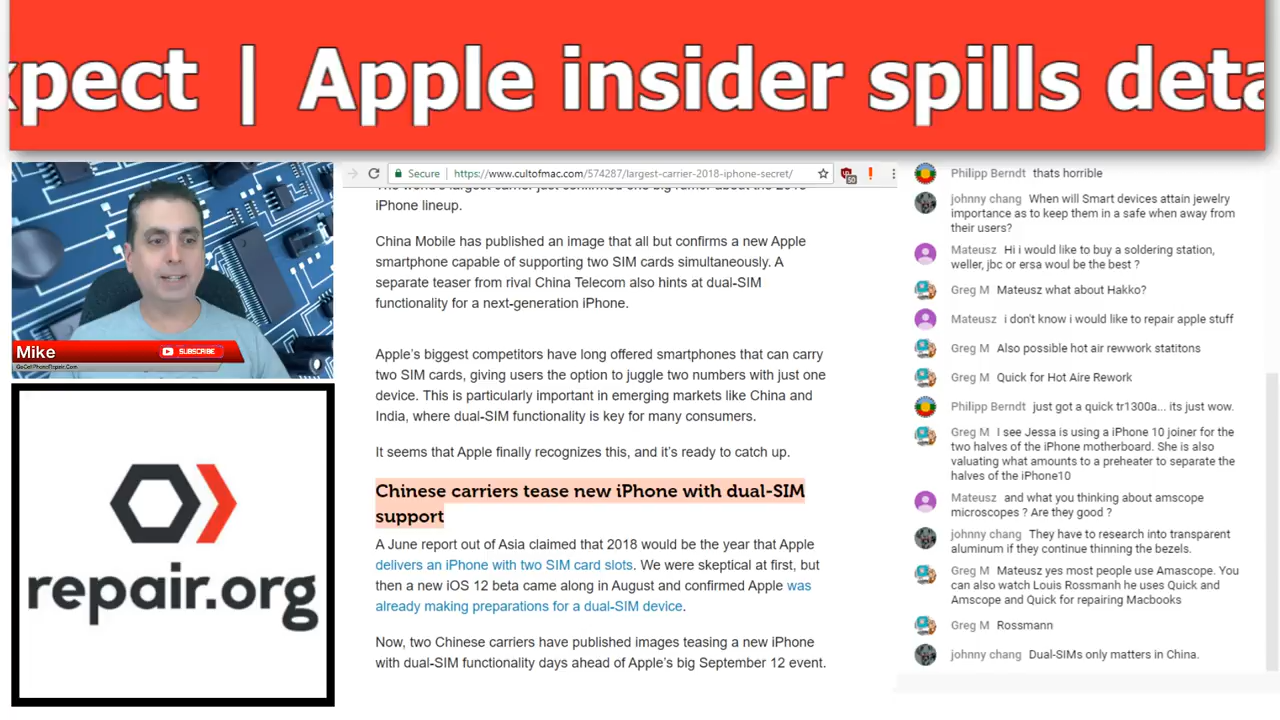 xpect | Apple insider spills deta
Mike
SUBSCRIBE
GoCellPhoneRepair.Com
repair.org
Secure | https://www.cultofmac.com/574287/largest-carrier-2018-iphone-secret/
50
The world's largest carrier just confirmed one big rumor about the 2018
iPhone lineup.
China Mobile has published an image that all but confirms a new Apple
smartphone capable of supporting two SIM cards simultaneously. A
separate teaser from rival China Telecom also hints at dual-SIM
functionality for a next-generation iPhone.
Apple's biggest competitors have long offered smartphones that can carry
two SIM cards, giving users the option to juggle two numbers with just one
device. This is particularly important in emerging markets like China and
India, where dual-SIM functionality is key for many consumers.
It seems that Apple finally recognizes this, and it's ready to catch up.
Chinese carriers tease new iPhone with dual-SIM
support
A June report out of Asia claimed that 2018 would be the year that Apple
delivers an iPhone with two SIM card slots. We were skeptical at first, but
then a new iOS 12 beta came along in August and confirmed Apple was
already making preparations for a dual-SIM device.
Now, two Chinese carriers have published images teasing a new iPhone
with dual-SIM functionality days ahead of Apple's big September 12 event.
Philipp Berndt thats horrible
johnny chang When will Smart devices attain jewelry
importance as to keep them in a safe when away from
their users?
Mateusz Hi i would like to buy a soldering station,
weller, jbc or ersa woul be the best ?
Greg M Mateusz what about Hakko?
Mateusz i don't know i would like to repair apple stuff
Greg M Also possible hot air rewwork statitons
Greg M Quick for Hot Aire Rework
Philipp Berndt just got a quick tr1300a... its just wow.
Greg M I see Jessa is using a iPhone 10 joiner for the
two halves of the iPhone motherboard. She is also
valuating what amounts to a preheater to separate the
halves of the iPhone10
Mateusz and what you thinking about amscope
microscopes ? Are they good ?
johnny chang They have to research into transparent
aluminum if they continue thinning the bezels.
Greg M Mateusz yes most people use Amascope. You
can also watch Louis Rossmanh he uses Quick and
Amscope and Quick for repairing Macbooks
Greg M Rossmann
johnny chang Dual-SIMs only matters in China.